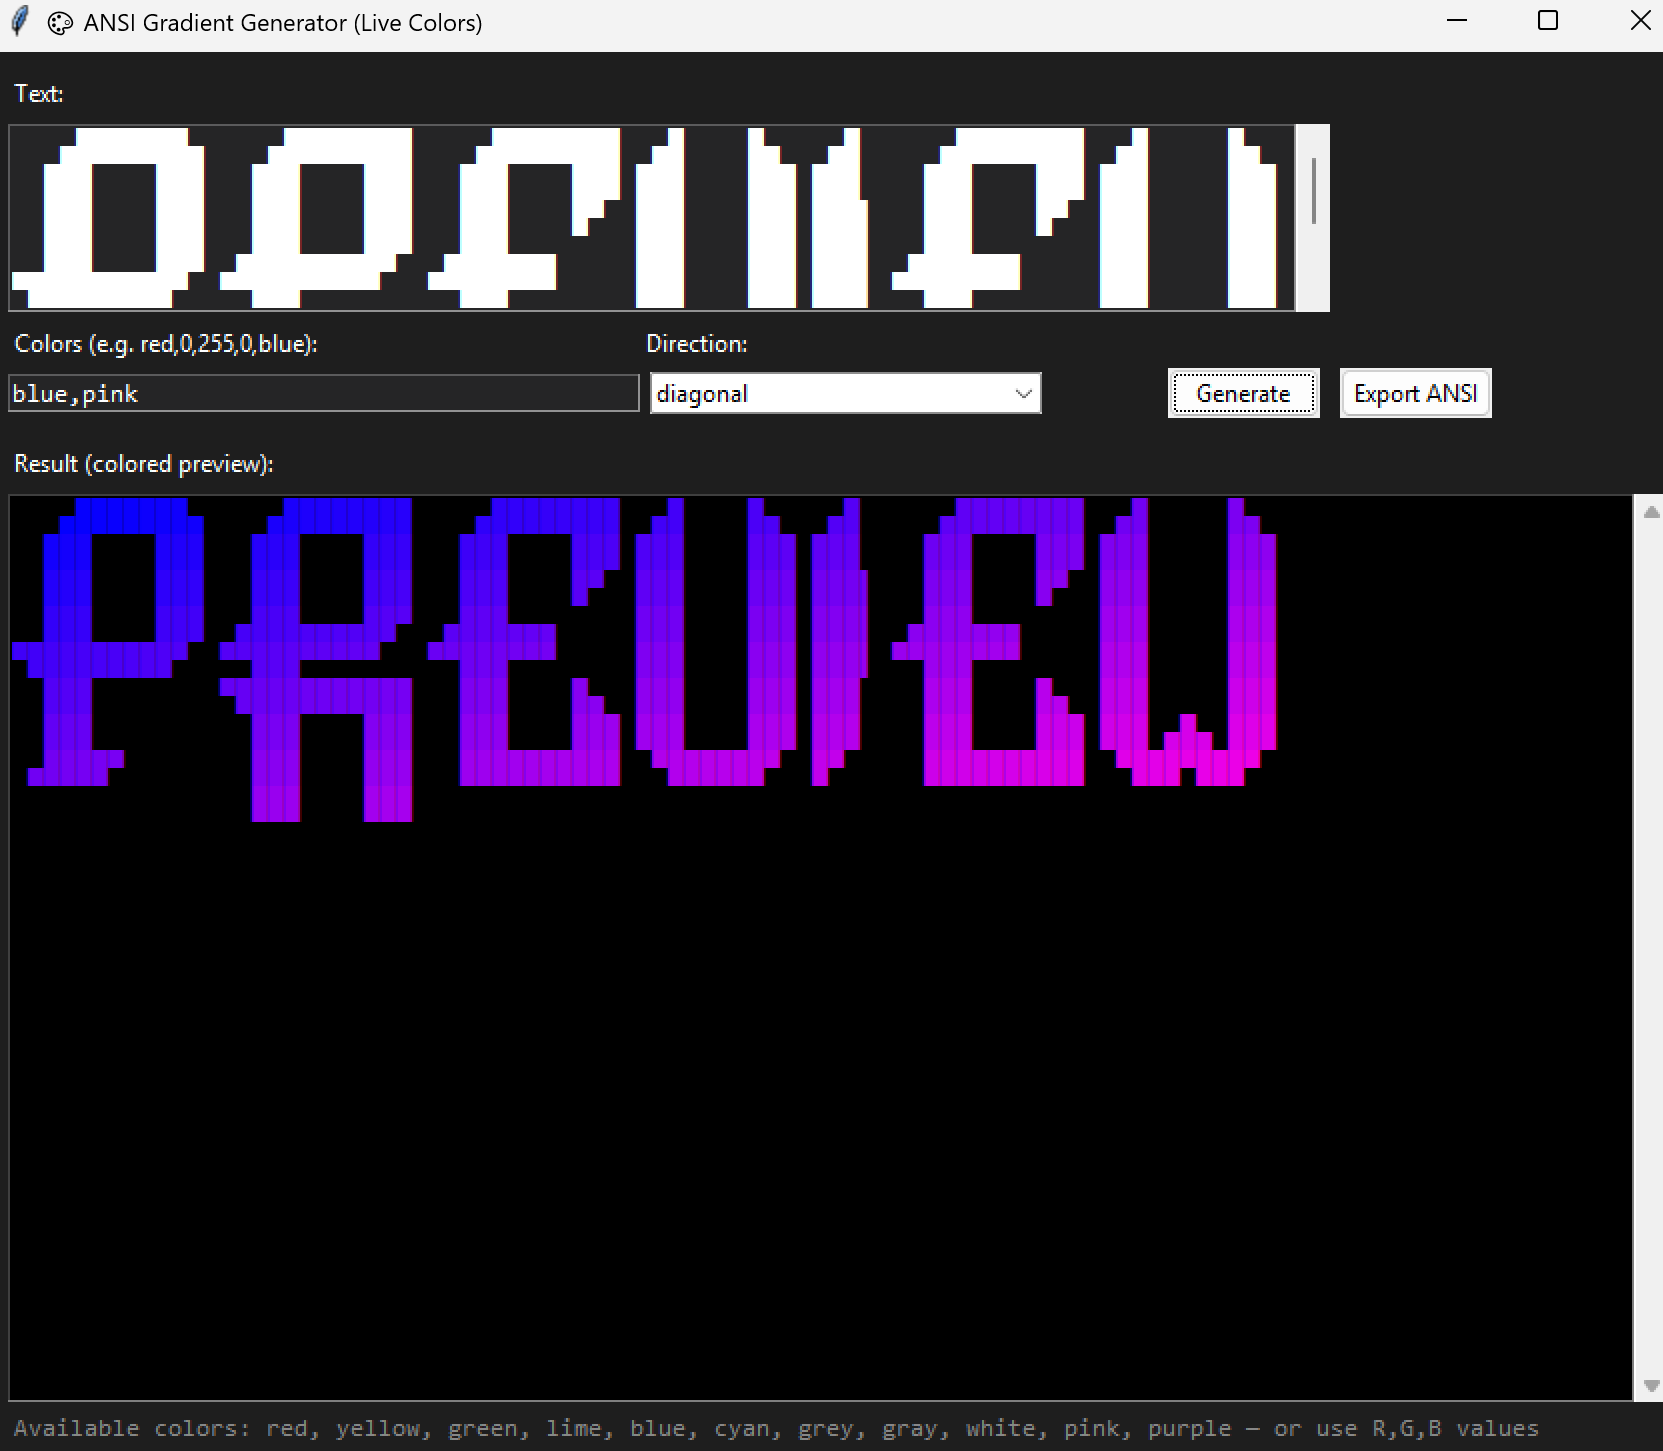 ANSI Gradient Generator (Live Colors)
Text:
Colors (e.g. red,0,255,0,blue):
Direction:
blue,pink
diagonal
Generate
Export ANSI
Result (colored preview):
PREVIEW
Available colors: red, yellow, green, lime, blue, cyan, grey, gray, white, pink, purple — or use R,G,B values